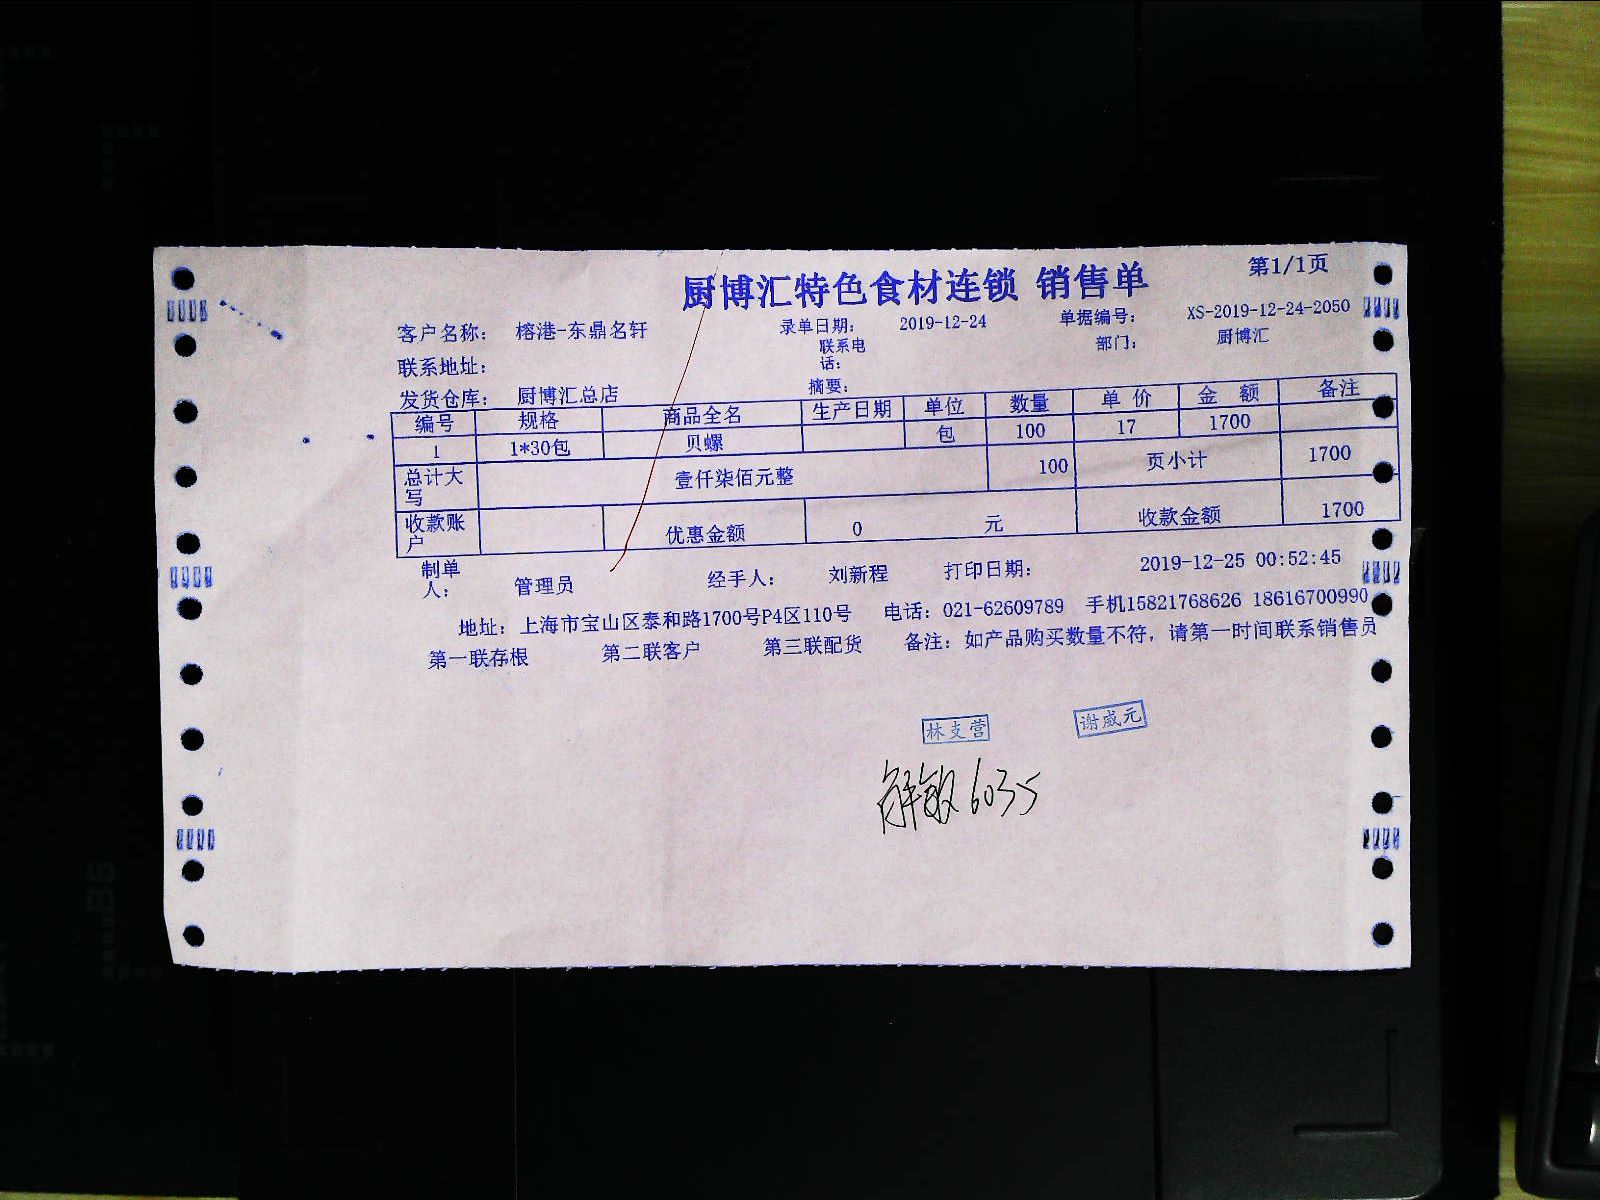 第1/1页
厨博汇特色食材连锁 销售单
客户名称： 榕港-东鼎名轩 录单日期： 2019-12-24 单据编号： XS-2019-12-24-2050
联系地址： 联系电话： 部门： 厨博汇
发货仓库： 厨博汇总店 摘要：
编号 规格 商品全名 生产日期 单位 数量 单价 金额 备注
1 1*30包 贝螺 包 100 17 1700
总计大写 壹仟柒佰元整 100 页小计 1700
收款账户 优惠金额 0 元 收款金额 1700
制单人： 管理员 经手人： 刘新程 打印日期： 2019-12-25 00:52:45
地址：上海市宝山区泰和路1700号P4区110号 电话：021-62609789 手机15821768626 18616700990
第一联存根 第二联客户 第三联配货 备注：如产品购买数量不符，请第一时间联系销售员
林支营 谢威元
6035
B5